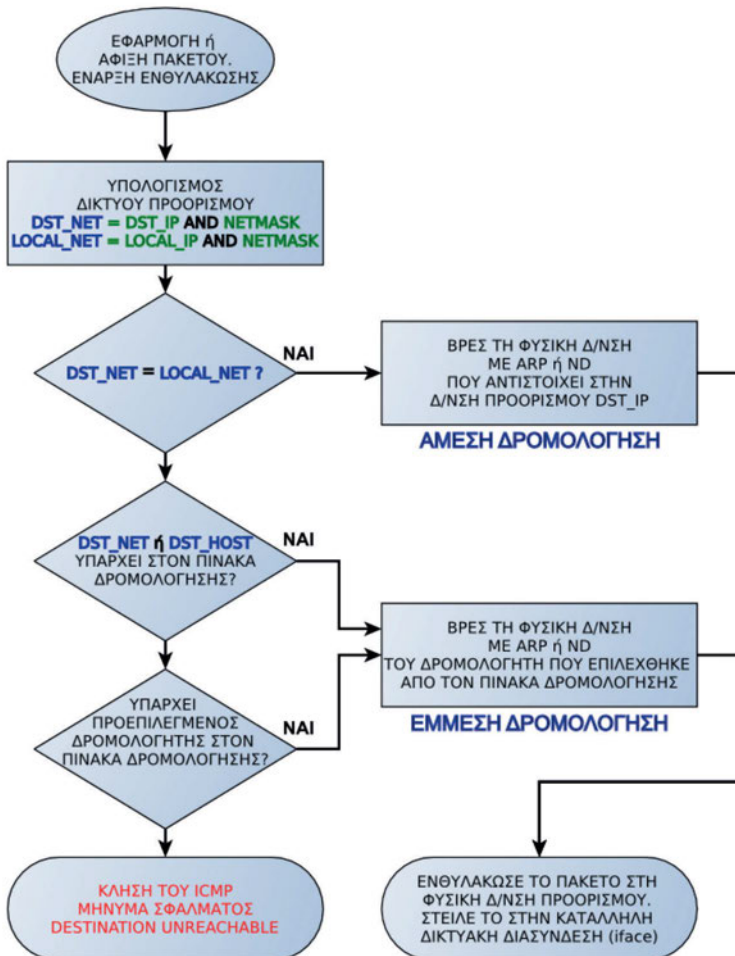 ΕΦΑΡΜΟΓΗ ή
ΑΦΙΞΗ ΠΑΚΕΤΟΥ.
ΕΝΑΡΞΗ ΕΝΘΥΛΑΚΩΣΗΣ
ΥΠΟΛΟΓΙΣΜΟΣ
ΔΙΚΤΥΟΥ ΠΡΟΟΡΙΣΜΟΥ
DST_NET = DST_IP AND NETMASK
LOCAL_NET = LOCAL_IP AND NETMASK
DST_NET = LOCAL_NET ?
ΝΑΙ
ΒΡΕΣ ΤΗ ΦΥΣΙΚΗ Δ/ΝΣΗ
ΜΕ ARP ή ND
ΠΟΥ ΑΝΤΙΣΤΟΙΧΕΙ ΣΤΗΝ
Δ/ΝΣΗ ΠΡΟΟΡΙΣΜΟΥ DST_IP
ΑΜΕΣΗ ΔΡΟΜΟΛΟΓΗΣΗ
DST_NET ή DST_HOST
ΥΠΑΡΧΕΙ ΣΤΟΝ ΠΙΝΑΚΑ
ΔΡΟΜΟΛΟΓΗΣΗΣ?
ΝΑΙ
ΒΡΕΣ ΤΗ ΦΥΣΙΚΗ Δ/ΝΣΗ
ΜΕ ARP ή ND
ΤΟΥ ΔΡΟΜΟΛΟΓΗΤΗ ΠΟΥ ΕΠΙΛΕΧΘΗΚΕ
ΑΠΟ ΤΟΝ ΠΙΝΑΚΑ ΔΡΟΜΟΛΟΓΗΣΗΣ
ΕΜΜΕΣΗ ΔΡΟΜΟΛΟΓΗΣΗ
ΥΠΑΡΧΕΙ
ΠΡΟΕΠΙΛΕΓΜΕΝΟΣ
ΔΡΟΜΟΛΟΓΗΤΗΣ ΣΤΟΝ
ΠΙΝΑΚΑ ΔΡΟΜΟΛΟΓΗΣΗΣ?
ΝΑΙ
ΚΛΗΣΗ ΤΟΥ ICMP
ΜΗΝΥΜΑ ΣΦΑΛΜΑΤΟΣ
DESTINATION UNREACHABLE
ΕΝΘΥΛΑΚΩΣΕ ΤΟ ΠΑΚΕΤΟ ΣΤΗ
ΦΥΣΙΚΗ Δ/ΝΣΗ ΠΡΟΟΡΙΣΜΟΥ.
ΣΤΕΙΛΕ ΤΟ ΣΤΗΝ ΚΑΤΑΛΛΗΛΗ
ΔΙΚΤΥΑΚΗ ΔΙΑΣΥΝΔΕΣΗ (iface)